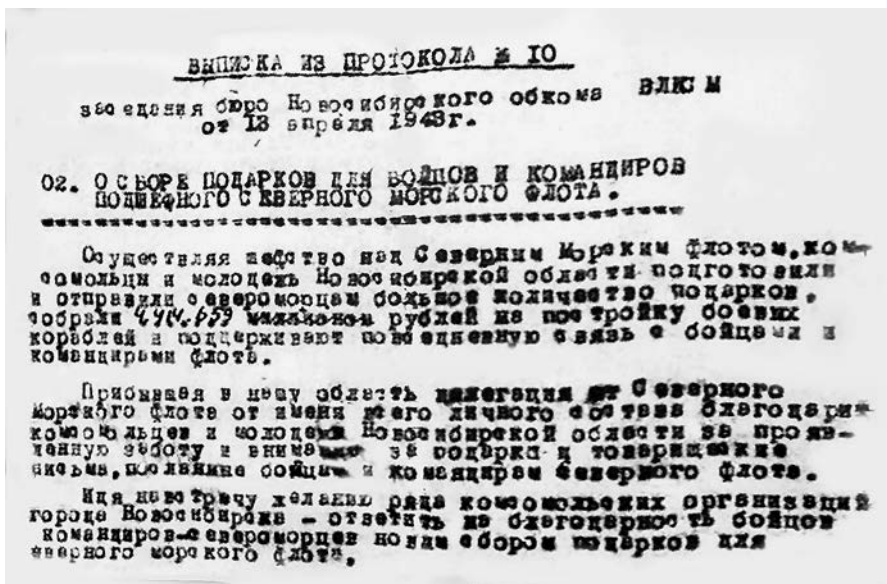 ВЫПИСКА ИЗ ПРОТОКОЛА № 10
заседания бюро Новосибирского обкома ВЛКСМ
от 13 апреля 1943г.
02. О СБОРЕ ПОДАРКОВ ДЛЯ БОЙЦОВ И КОМАНДИРОВ
ПОДШЕФНОГО СЕВЕРНОГО МОРСКОГО ФЛОТА.
Осуществляя шефство над Северным Морским флотом, ком-
сомольцы и молодежь Новосибирской области подготовили
и отправили североморцам большое количество подарков,
собрали рублей на постройку боевых
кораблей и поддерживают повседневную связь с бойцами и
командирами флота.
Прибывшая в нашу область делегация от Северного
Морского флота от имени всего личного состава благодарит
комсомольцев и молодежь Новосибирской области за прояв-
ленную заботу и внимание за подарки и товарищеские
письма, посланные бойцам и командирам северного флота.
Идя навстречу желанию ряда комсомольских организаций
города Новосибирска - ответить на благодарность бойцов
командиров-североморцев новым сбором подарков для
северного морского флота,